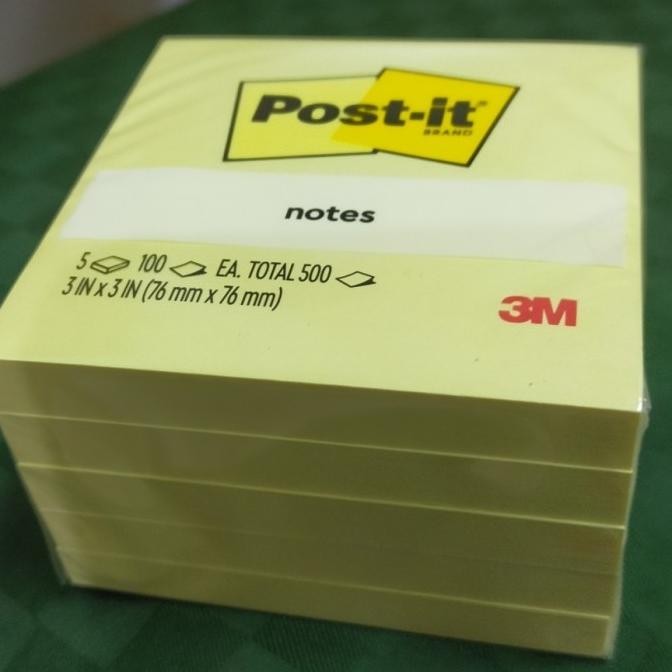 Post-it
BRAND
notes
5 100 EA. TOTAL 500
3 IN x 3 IN (76 mm x 76 mm)
3M